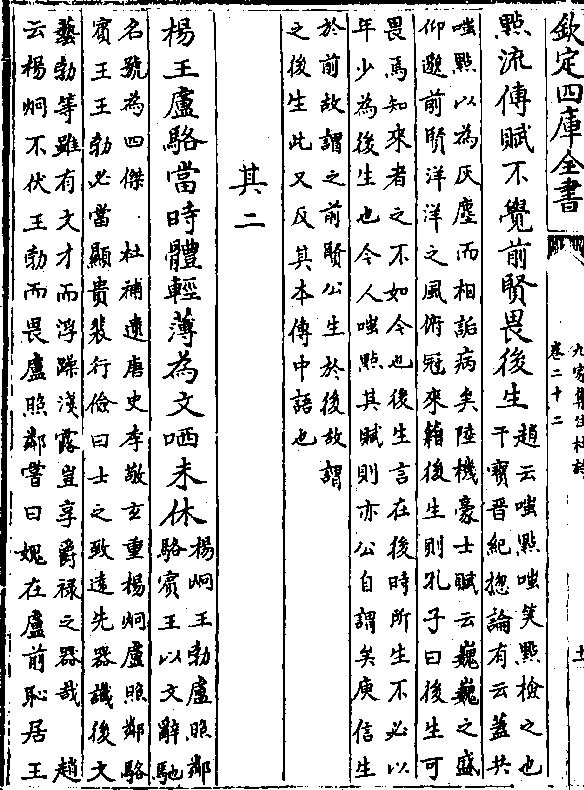 欽定四庫全書
九家集注杜詩
卷二十二
點流傳賦不覺前賢畏後生
趙云嗤點嗤笑點檢之也
干寶晉紀揔論有云蓋共
嗤點以為灰塵而相詬病矣陸機豪士賦云巍巍之盛
仰邈前賢洋洋之風俯冠來籍後生則孔子曰後生可
畏焉知來者之不如今也後生言在後時所生不必以
年少為後生也今人嗤點其賦則亦公自謂矣庾信生
於前故謂之前賢公生於後故謂
之後生此又反其本傳中語也
其二
楊王盧駱當時體輕薄為文哂未休
楊炯王勃盧照鄰
駱賓王以文辭馳
名號為四傑 杜補遺唐史李敬玄重楊炯盧照鄰駱
賓王王勃必當顯貴裴行儉曰士之致遠先器識後文
藝勃等雖有文才而浮躁淺露豈享爵禄之器哉 趙
云楊炯不伏王勃而畏盧照鄰嘗曰媿在盧前恥居王